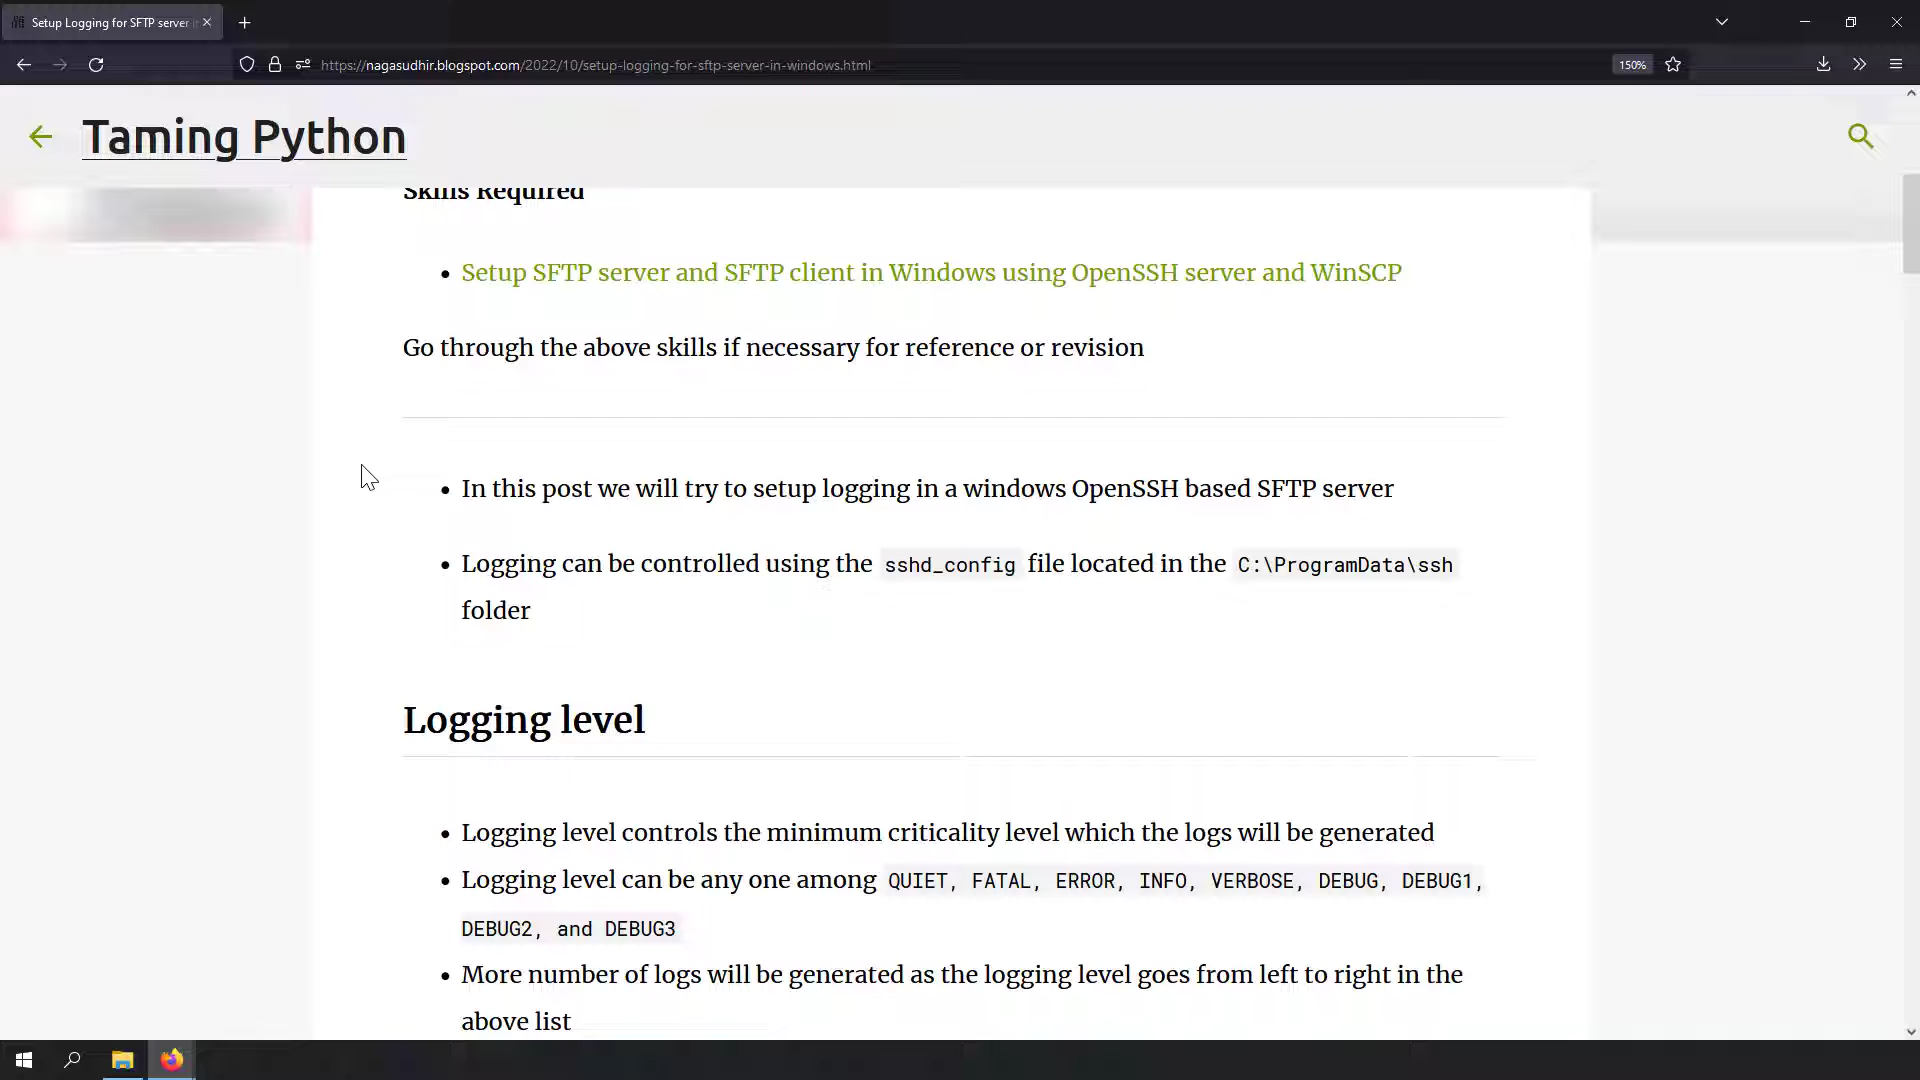 Setup Logging for SFTP server
https://nagasudhir.blogspot.com/2022/10/setup-logging-for-sftp-server-in-windows.html
150%
Taming Python
Skills Required
• Setup SFTP server and SFTP client in Windows using OpenSSH server and WinSCP
Go through the above skills if necessary for reference or revision
• In this post we will try to setup logging in a windows OpenSSH based SFTP server
• Logging can be controlled using the sshd_config file located in the C:\ProgramData\ssh
folder
Logging level
• Logging level controls the minimum criticality level which the logs will be generated
• Logging level can be any one among QUIET, FATAL, ERROR, INFO, VERBOSE, DEBUG, DEBUG1,
DEBUG2, and DEBUG3
• More number of logs will be generated as the logging level goes from left to right in the
above list